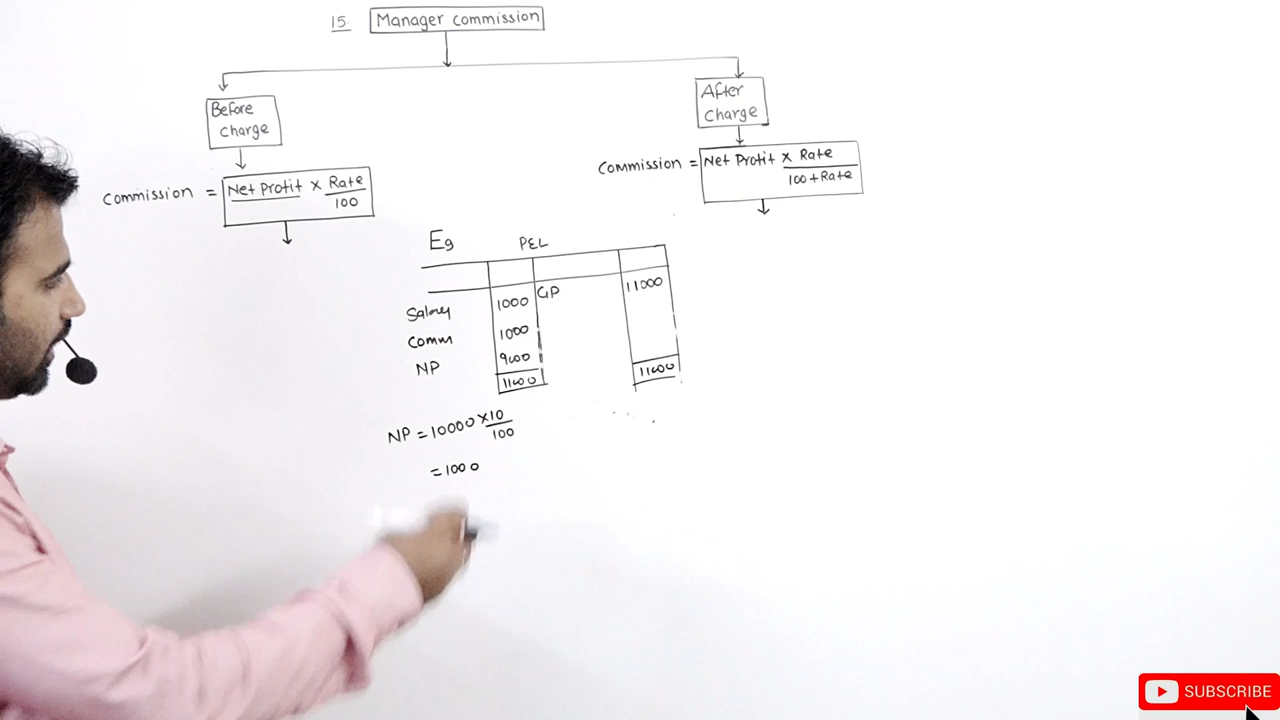 15 Manager commission
Before
charge
After
charge
Commission = Net Profit × Rate
100
Commission = Net Profit × Rate
100 + Rate
Eg P&L
Salary 1000 GP 11000
Comm 1000
NP 9000
11000 11000
NP = 10000 × 10
100
= 1000
SUBSCRIBE